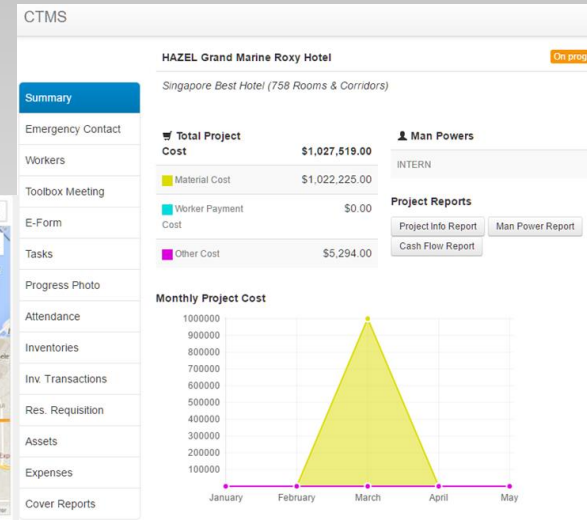 CTMS
HAZEL Grand Marine Roxy Hotel
On prog
Singapore Best Hotel (758 Rooms & Corridors)
Summary
Emergency Contact
Workers
Toolbox Meeting
E-Form
Tasks
Progress Photo
Attendance
Inventories
Inv. Transactions
Res. Requisition
Assets
Expenses
Cover Reports
Total Project Cost $1,027,519.00
Material Cost $1,022,225.00
Worker Payment Cost $0.00
Other Cost $5,294.00
Man Powers
INTERN
Project Reports
Project Info Report
Man Power Report
Cash Flow Report
Monthly Project Cost
1000000
900000
800000
700000
600000
500000
400000
300000
200000
100000
January February March April May